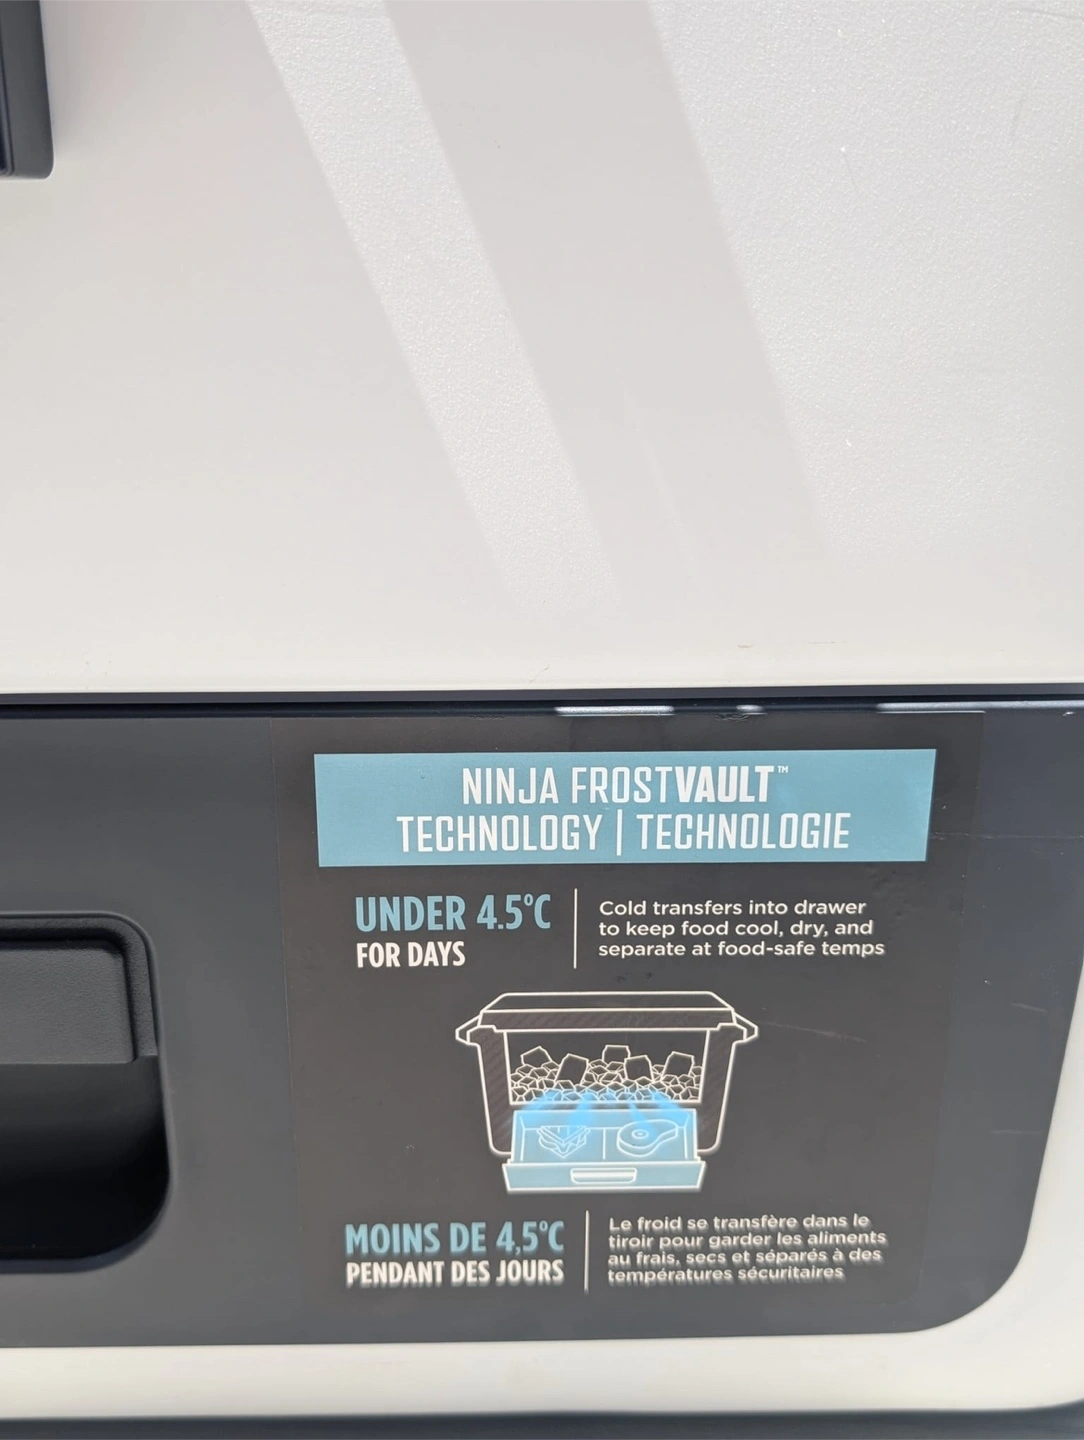 NINJA FROSTVAULT™
TECHNOLOGY | TECHNOLOGIE
UNDER 4.5°C
FOR DAYS
Cold transfers into drawer
to keep food cool, dry, and
separate at food-safe temps
MOINS DE 4,5°C
PENDANT DES JOURS
Le froid se transfère dans le
tiroir pour garder les aliments
au frais, secs et séparés à des
températures sécuritaires